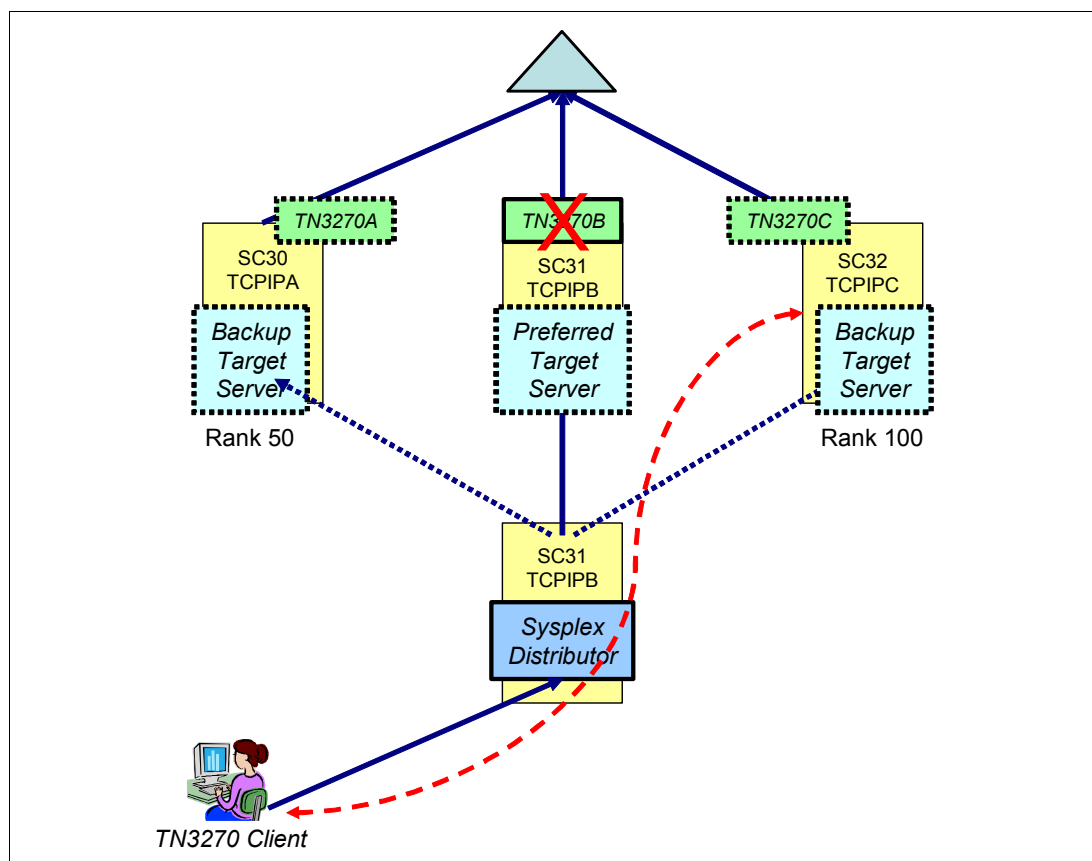 TN3270A
TN3270B
TN3270C
SC30
TCPIPA
SC31
TCPIPB
SC32
TCPIPC
Backup
Target
Server
Preferred
Target
Server
Backup
Target
Server
Rank 50
Rank 100
SC31
TCPIPB
Sysplex
Distributor
TN3270 Client